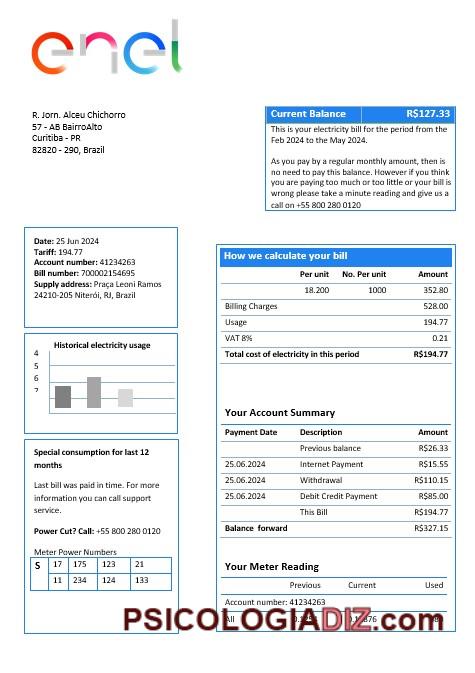 enel
R. Jorn. Alceu Chichorro
57 - AB BairroAlto
Curitiba - PR
82820 - 290, Brazil
Current Balance R$127.33
This is your electricity bill for the period from the
Feb 2024 to the May 2024.
As you pay by a regular monthly amount, then is
no need to pay this balance. However if you think
you are paying too much or too little or your bill is
wrong please take a minute reading and give us a
call on +55 800 280 0120
Date: 25 Jun 2024
Tariff: 194.77
Account number: 41234263
Bill number: 700002154695
Supply address: Praça Leoni Ramos
24210-205 Niterói, RJ, Brazil
Historical electricity usage
4
5
6
Special consumption for last 12
months
Last bill was paid in time. For more
information you can call support
service.
Power Cut? Call: +55 800 280 0120
Meter Power Numbers
S 17 175 123 21
11 234 124 133
How we calculate your bill
Per unit No. Per unit Amount
18.200 1000 352.80
Billing Charges 528.00
Usage 194.77
VAT 8% 0.21
Total cost of electricity in this period R$194.77
Your Account Summary
Payment Date Description Amount
Previous balance R$26.33
25.06.2024 Internet Payment R$15.55
25.06.2024 Withdrawal R$110.15
25.06.2024 Debit Credit Payment R$85.00
This Bill R$194.77
Balance forward R$327.15
Your Meter Reading
Previous Current Used
Account number: 41234263
All
PSICOLOGIADIZ.com